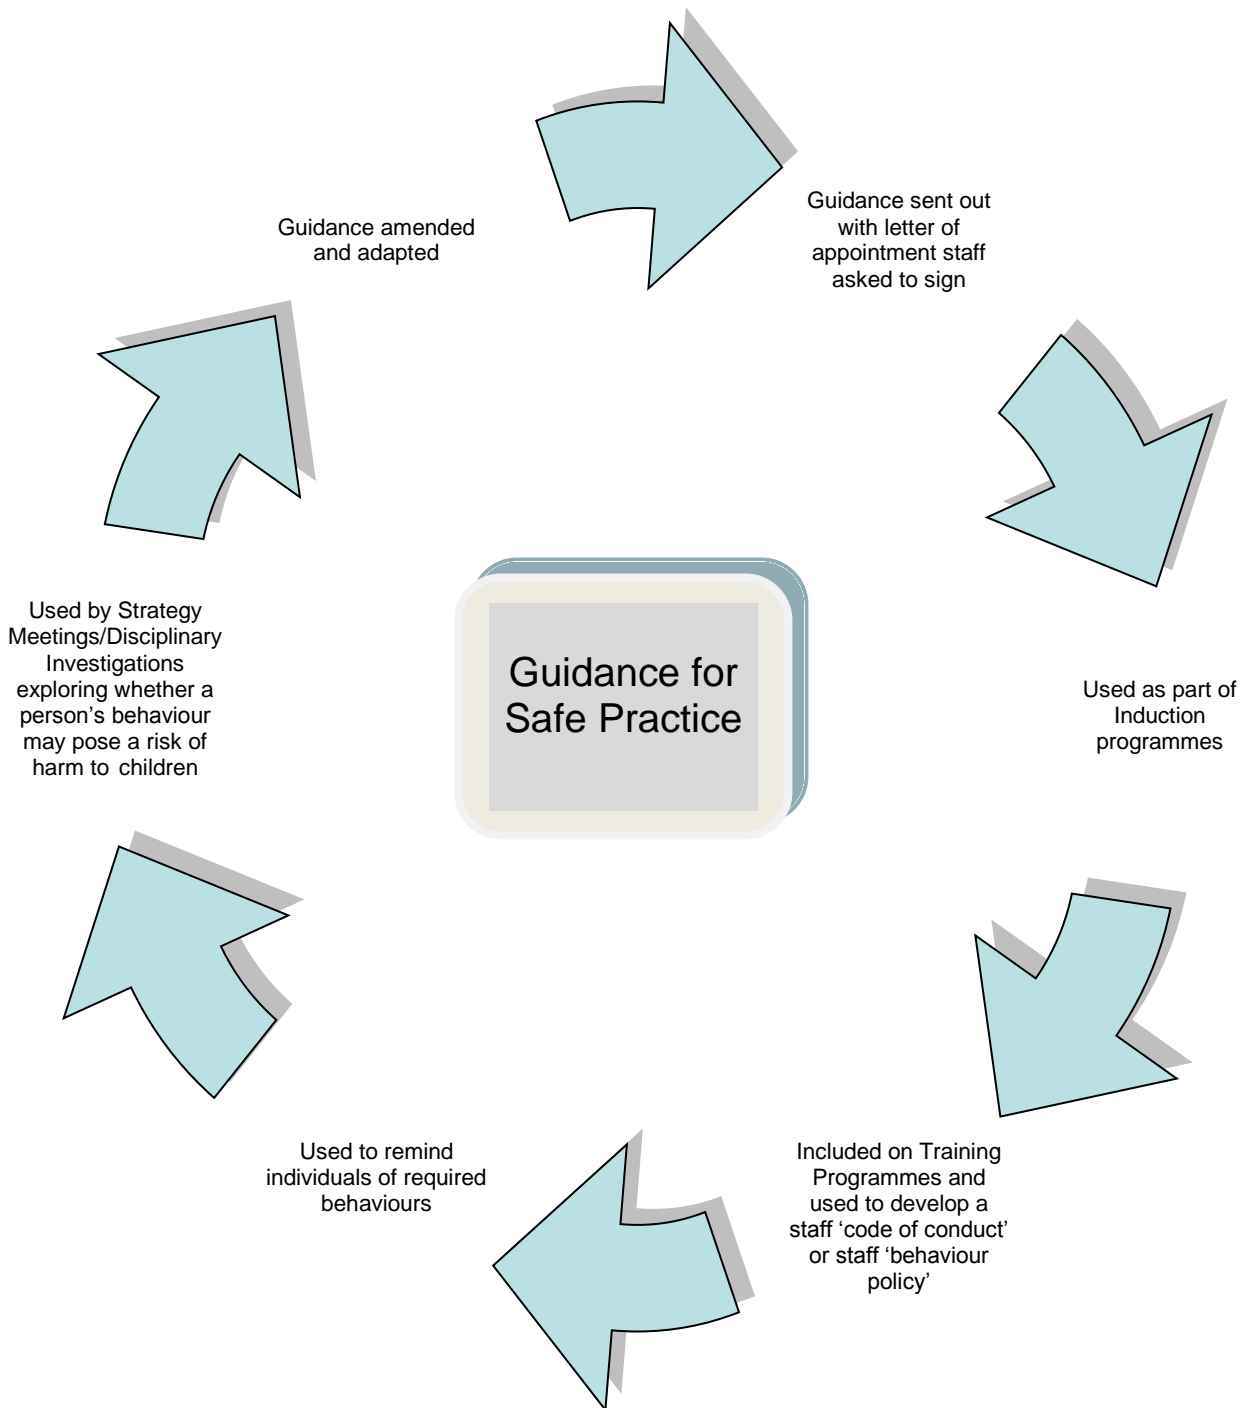 Guidance amended
and adapted
Guidance sent out
with letter of
appointment staff
asked to sign
Used by Strategy
Meetings/Disciplinary
Investigations
exploring whether a
person’s behaviour
may pose a risk of
harm to children
Guidance for
Safe Practice
Used as part of
Induction
programmes
Used to remind
individuals of required
behaviours
Included on Training
Programmes and
used to develop a
staff ‘code of conduct’
or staff ‘behaviour
policy’